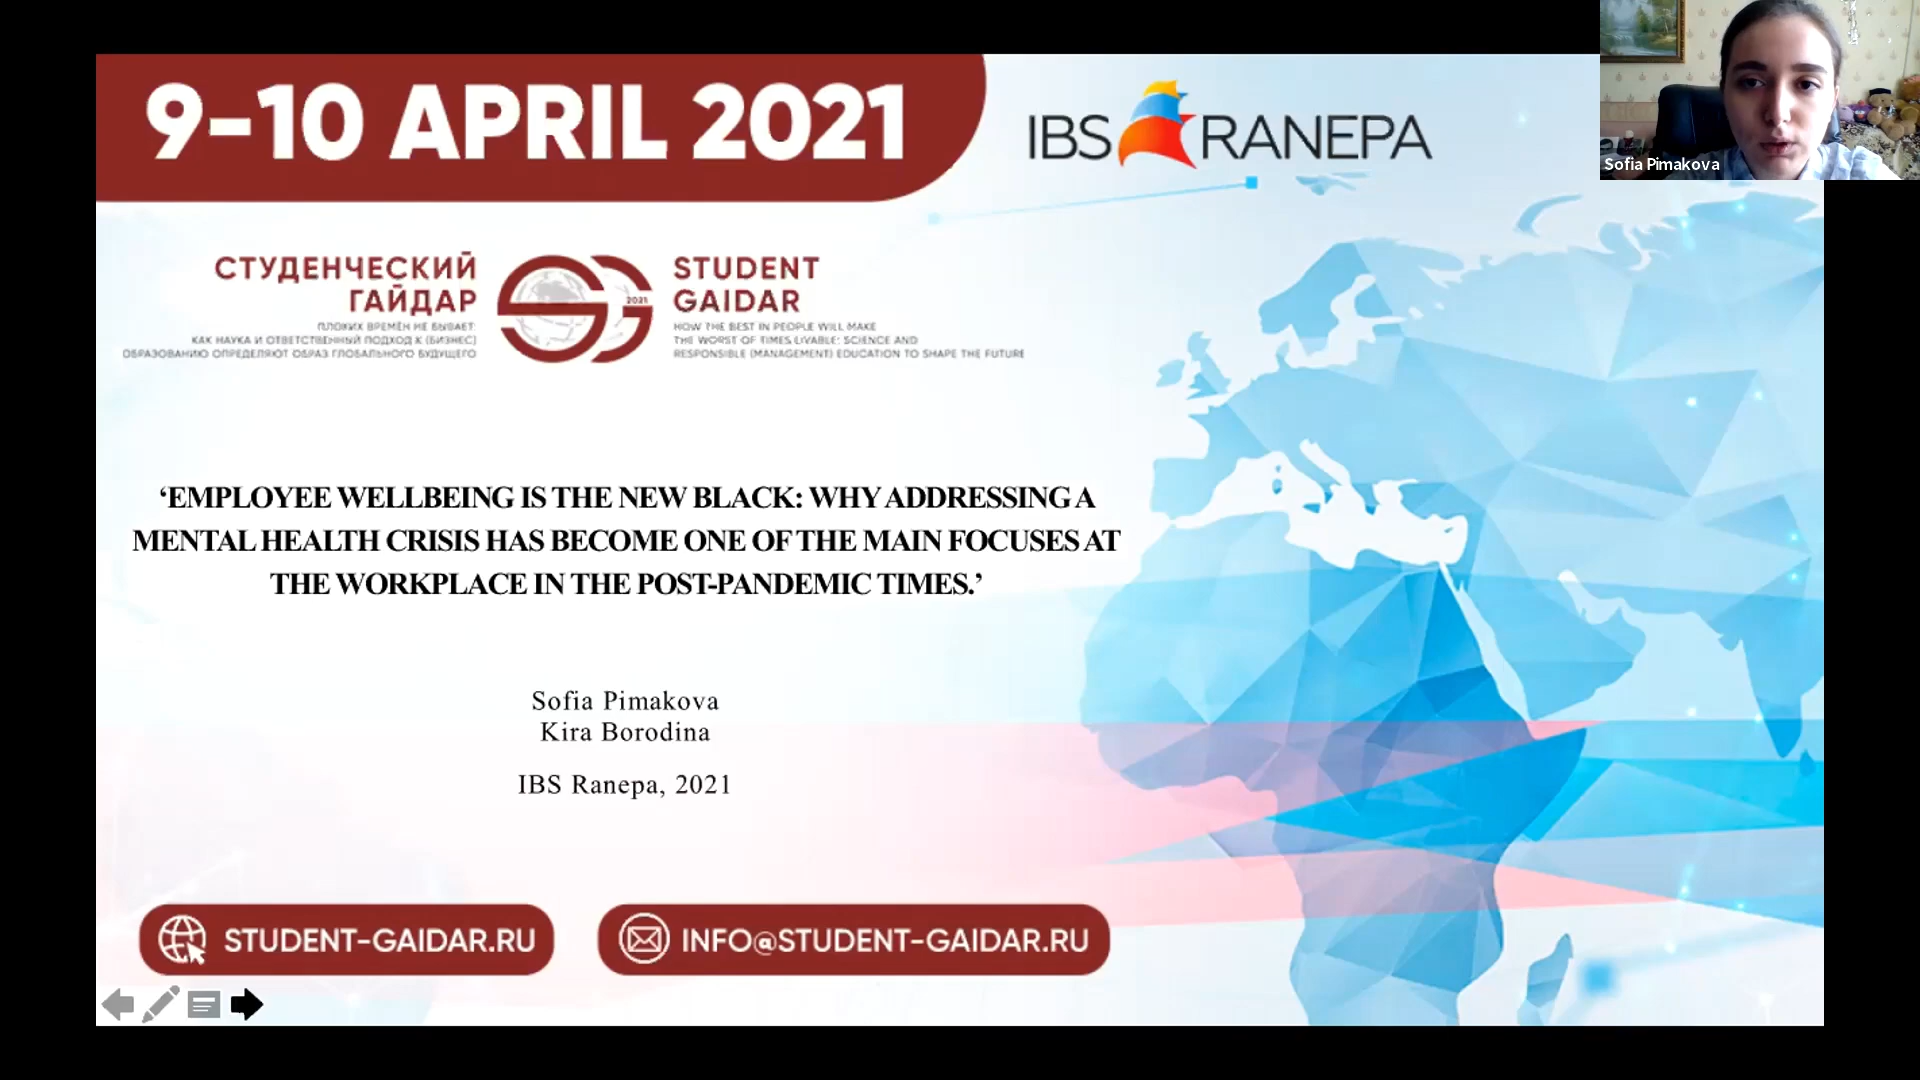 9-10 APRIL 2021
IBS RANEPA
Sofia Pimakova
СТУДЕНЧЕСКИЙ
ГАЙДАР
ПЛОХИХ ВРЕМЁН НЕ БЫВАЕТ:
КАК НАУКА И ОТВЕТСТВЕННЫЙ ПОДХОД К (БИЗНЕС)
ОБРАЗОВАНИЮ ОПРЕДЕЛЯЮТ ОБРАЗ ГЛОБАЛЬНОГО БУДУЩЕГО
2021
STUDENT
GAIDAR
HOW THE BEST IN PEOPLE WILL MAKE
THE WORST OF TIMES LIVABLE: SCIENCE AND
RESPONSIBLE (MANAGEMENT) EDUCATION TO SHAPE THE FUTURE
‘EMPLOYEE WELLBEING IS THE NEW BLACK: WHY ADDRESSING A
MENTAL HEALTH CRISIS HAS BECOME ONE OF THE MAIN FOCUSES AT
THE WORKPLACE IN THE POST-PANDEMIC TIMES.’
Sofia Pimakova
Kira Borodina
IBS Ranepa, 2021
STUDENT-GAIDAR.RU
INFO@STUDENT-GAIDAR.RU